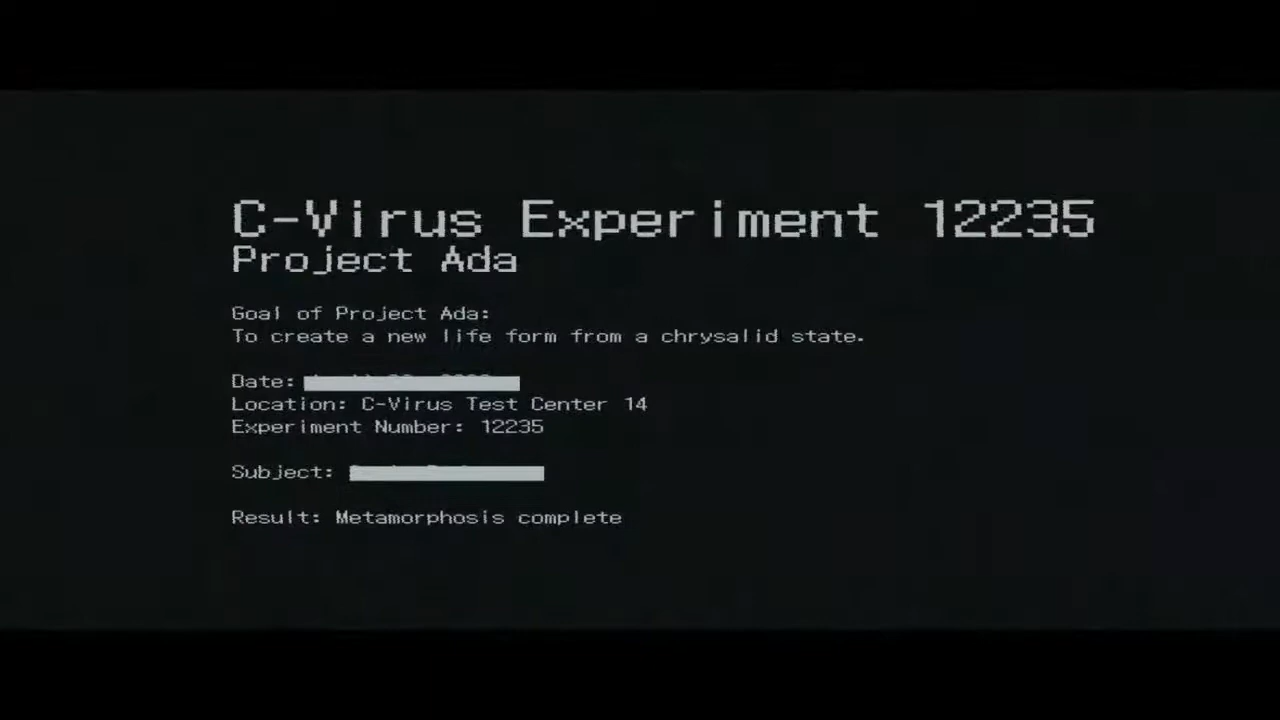 C-Virus Experiment 12235
Project Ada
Goal of Project Ada:
To create a new life form from a chrysalid state.
Date:
Location: C-Virus Test Center 14
Experiment Number: 12235
Subject:
Result: Metamorphosis complete